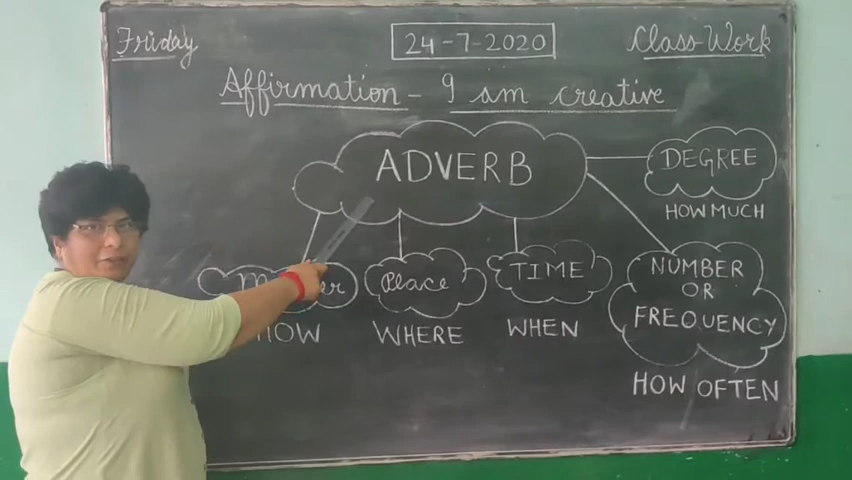 Friday
24-7-2020
Class-Work
Affirmation - I am creative
ADVERB
DEGREE
HOW MUCH
Place
WHERE
TIME
WHEN
NUMBER
OR
FREQUENCY
HOW OFTEN
HOW